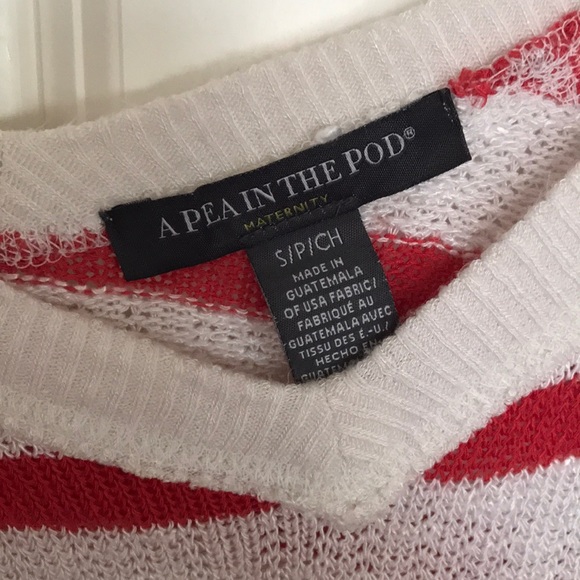 A PEA IN THE POD®
MATERNITY
S/P/CH
MADE IN
GUATEMALA
OF USA FABRIC/
FABRIQUÉ AU
GUATEMALA AVEC
TISSU DES É.-U./
HECHO EN